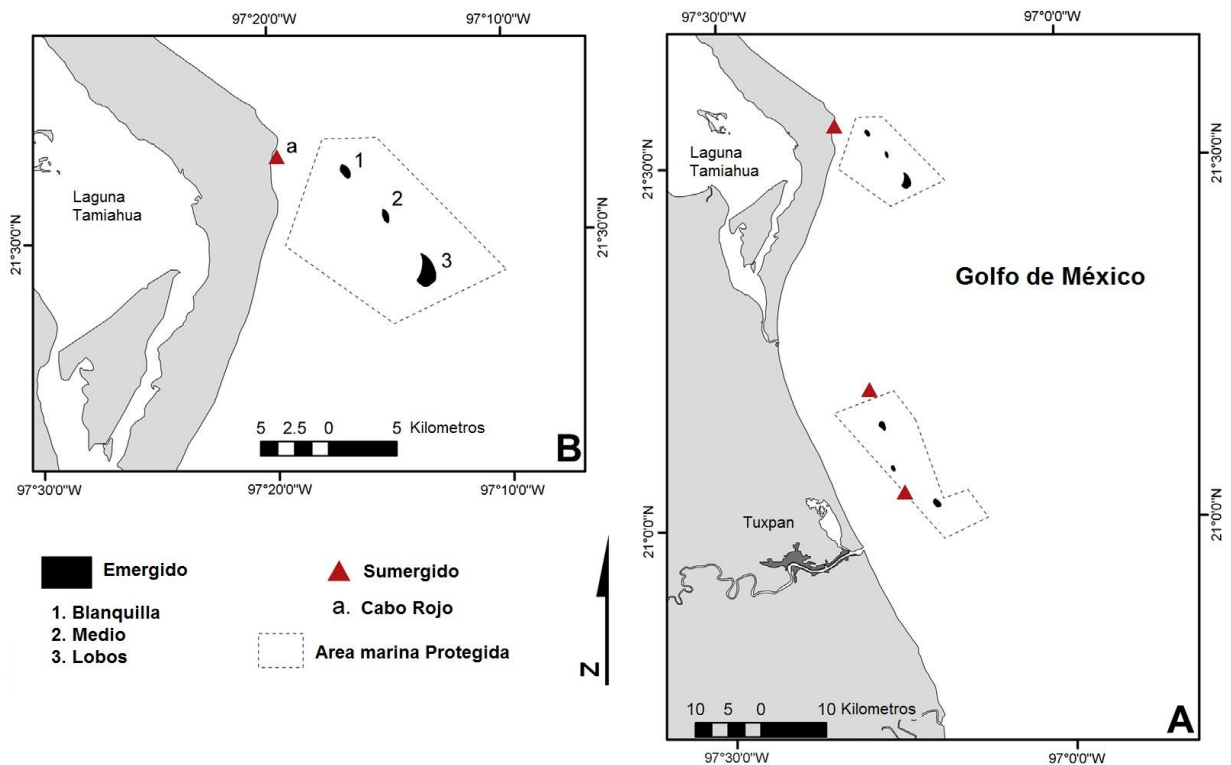 97°20'0"W
97°10'0"W
a
1
2
3
Laguna
Tamiahua
21°30'0"N
21°30'0"N
5 2.5 0 5 Kilometros
B
97°30'0"W
97°20'0"W
97°10'0"W
Emergido
1. Blanquilla
2. Medio
3. Lobos
Sumergido
a. Cabo Rojo
Area marina Protegida
N
97°30'0"W
97°0'0"W
Laguna
Tamiahua
21°30'0"N
21°30'0"N
Golfo de México
Tuxpan
21°0'0"N
21°0'0"N
10 5 0 10 Kilometros
A
97°30'0"W
97°0'0"W